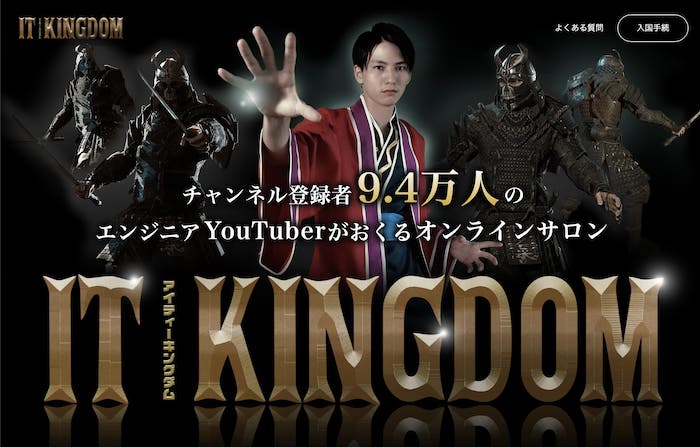 IT KINGDOM
よくある質問
入国手続
チャンネル登録者9.4万人の
エンジニアYouTuberがおくるオンラインサロン
IT KINGDOM
アイティーキングダム